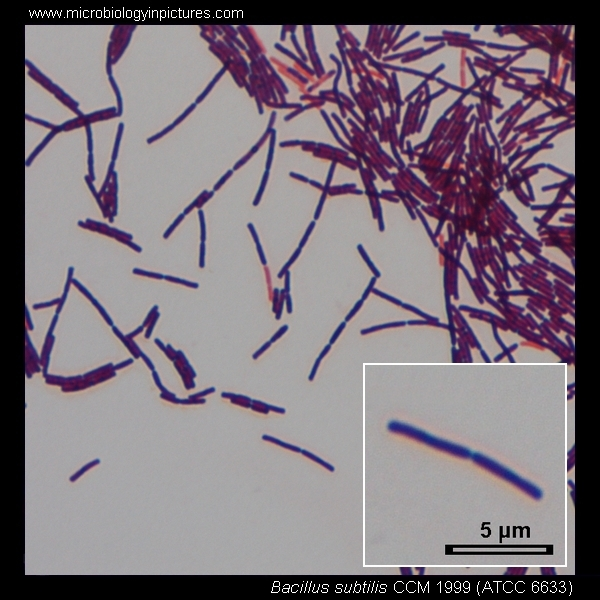 www.microbiologyinpictures.com
5 µm
Bacillus subtilis CCM 1999 (ATCC 6633)